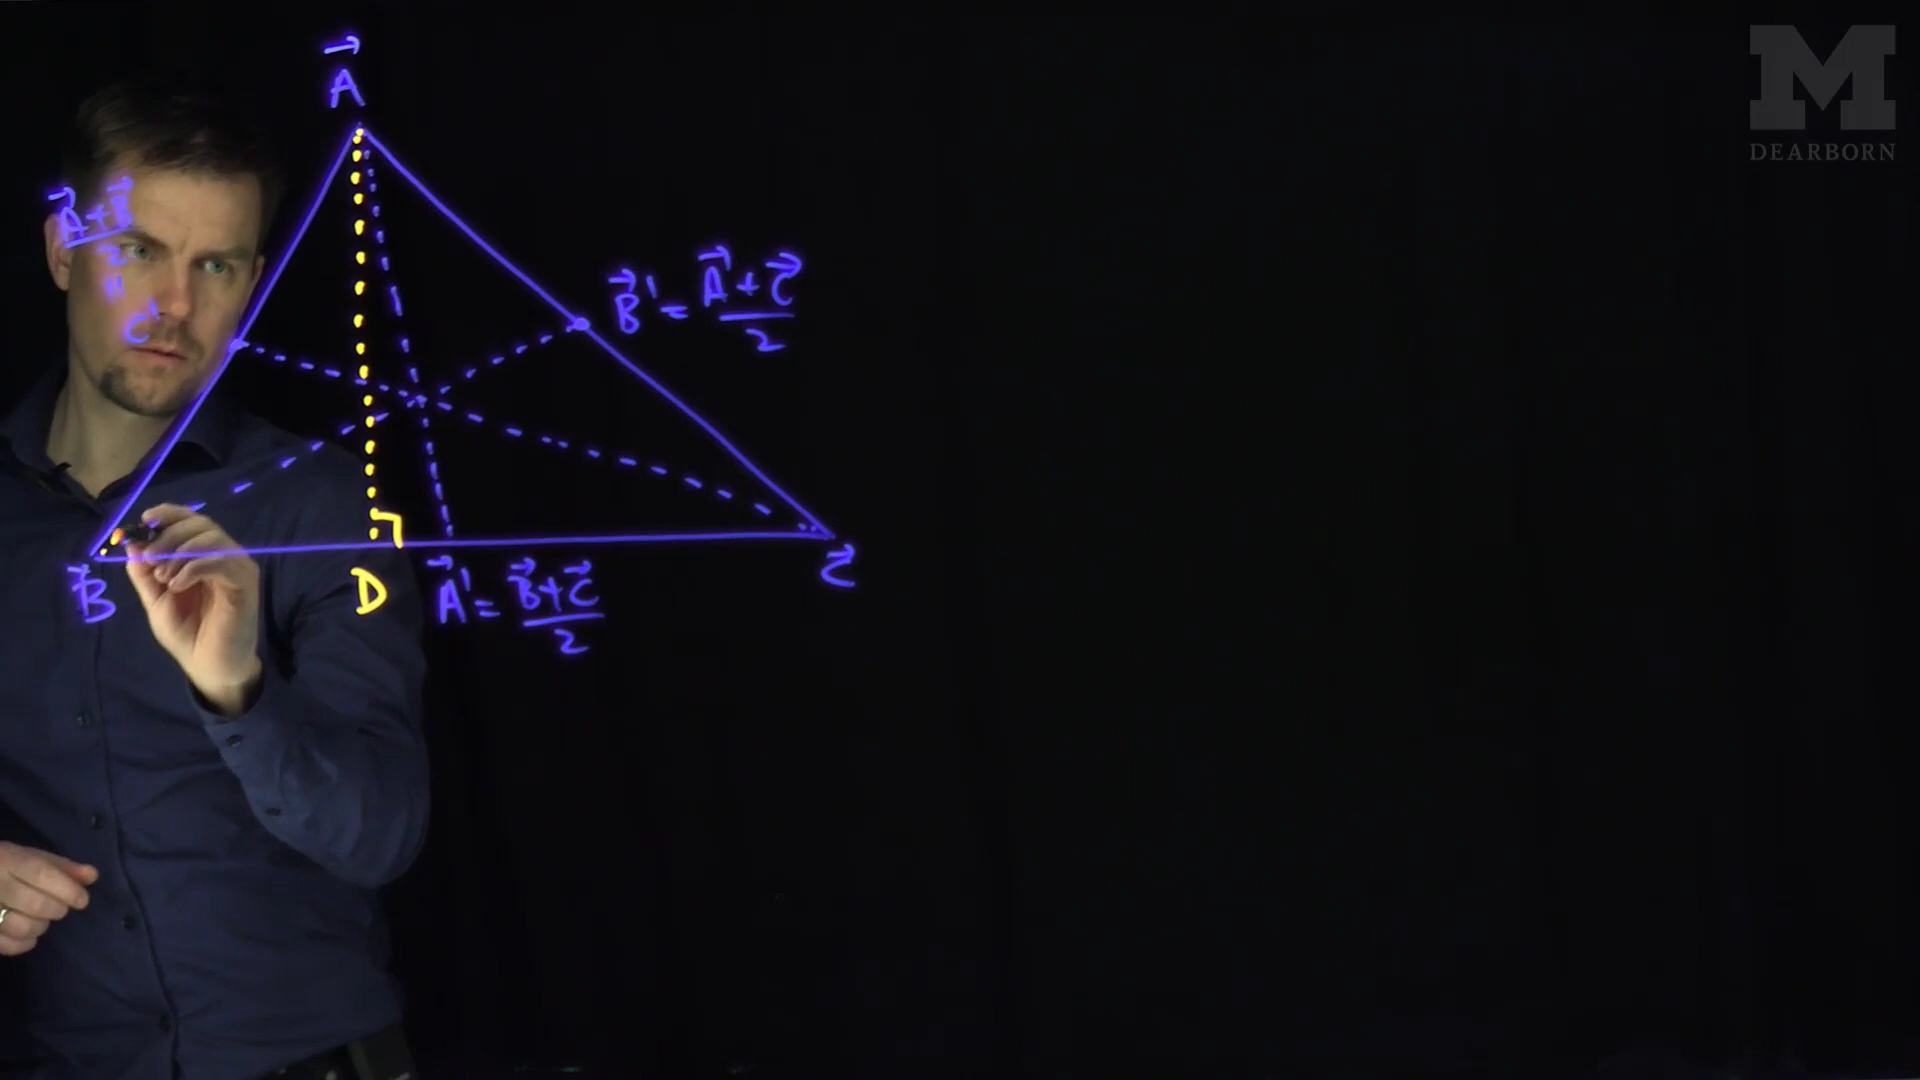 M
DEARBORN
A⃗
A⃗ + B⃗
2
=
C'
B⃗' = A⃗ + C⃗
2
B⃗
D
A⃗' = B⃗ + C⃗
2
C⃗